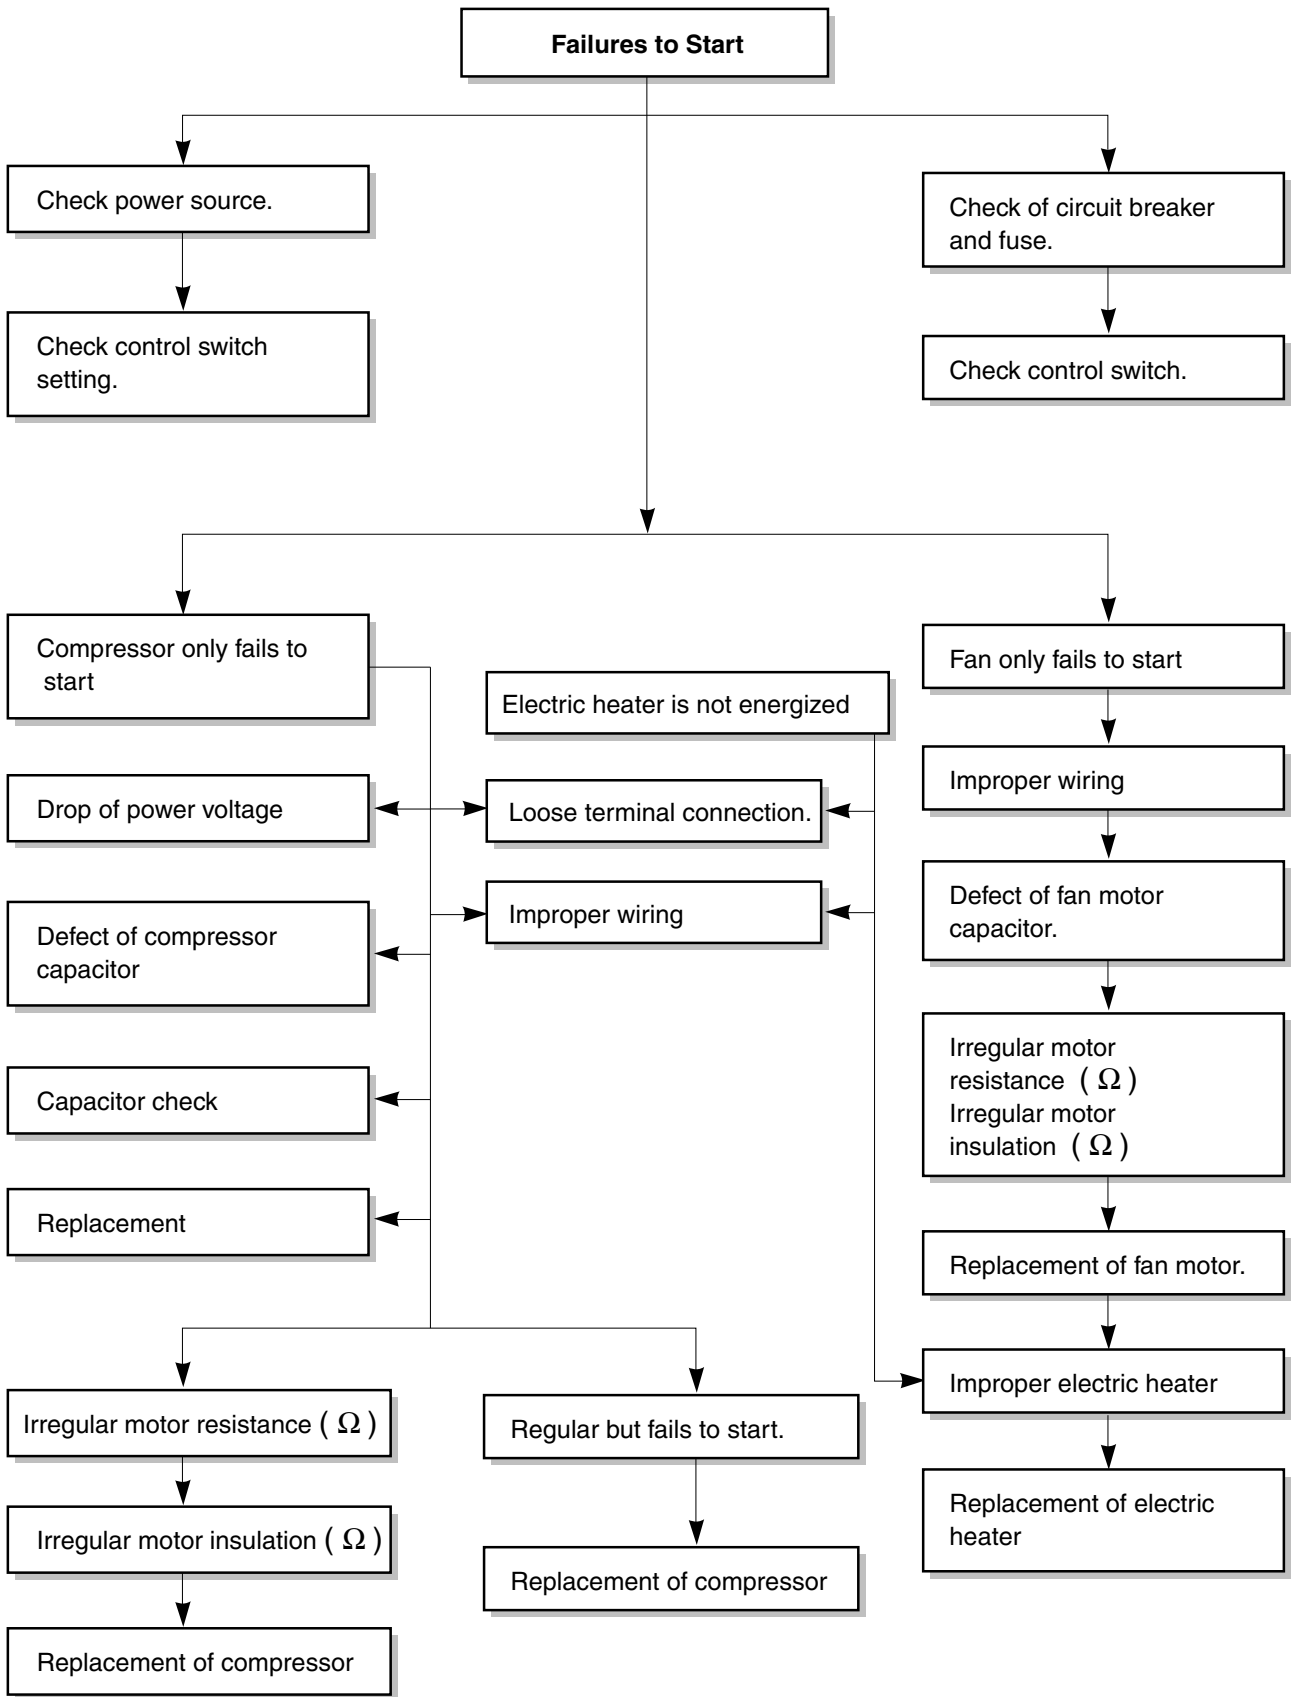 Failures to Start
Check power source.
Check of circuit breaker
and fuse.
Check control switch
setting.
Check control switch.
Compressor only fails to
start
Electric heater is not energized
Fan only fails to start
Drop of power voltage
Loose terminal connection.
Improper wiring
Defect of compressor
capacitor
Improper wiring
Defect of fan motor
capacitor.
Capacitor check
Irregular motor
resistance ( Ω )
Irregular motor
insulation ( Ω )
Replacement
Replacement of fan motor.
Irregular motor resistance ( Ω )
Regular but fails to start.
Improper electric heater
Irregular motor insulation ( Ω )
Replacement of compressor
Replacement of electric
heater
Replacement of compressor